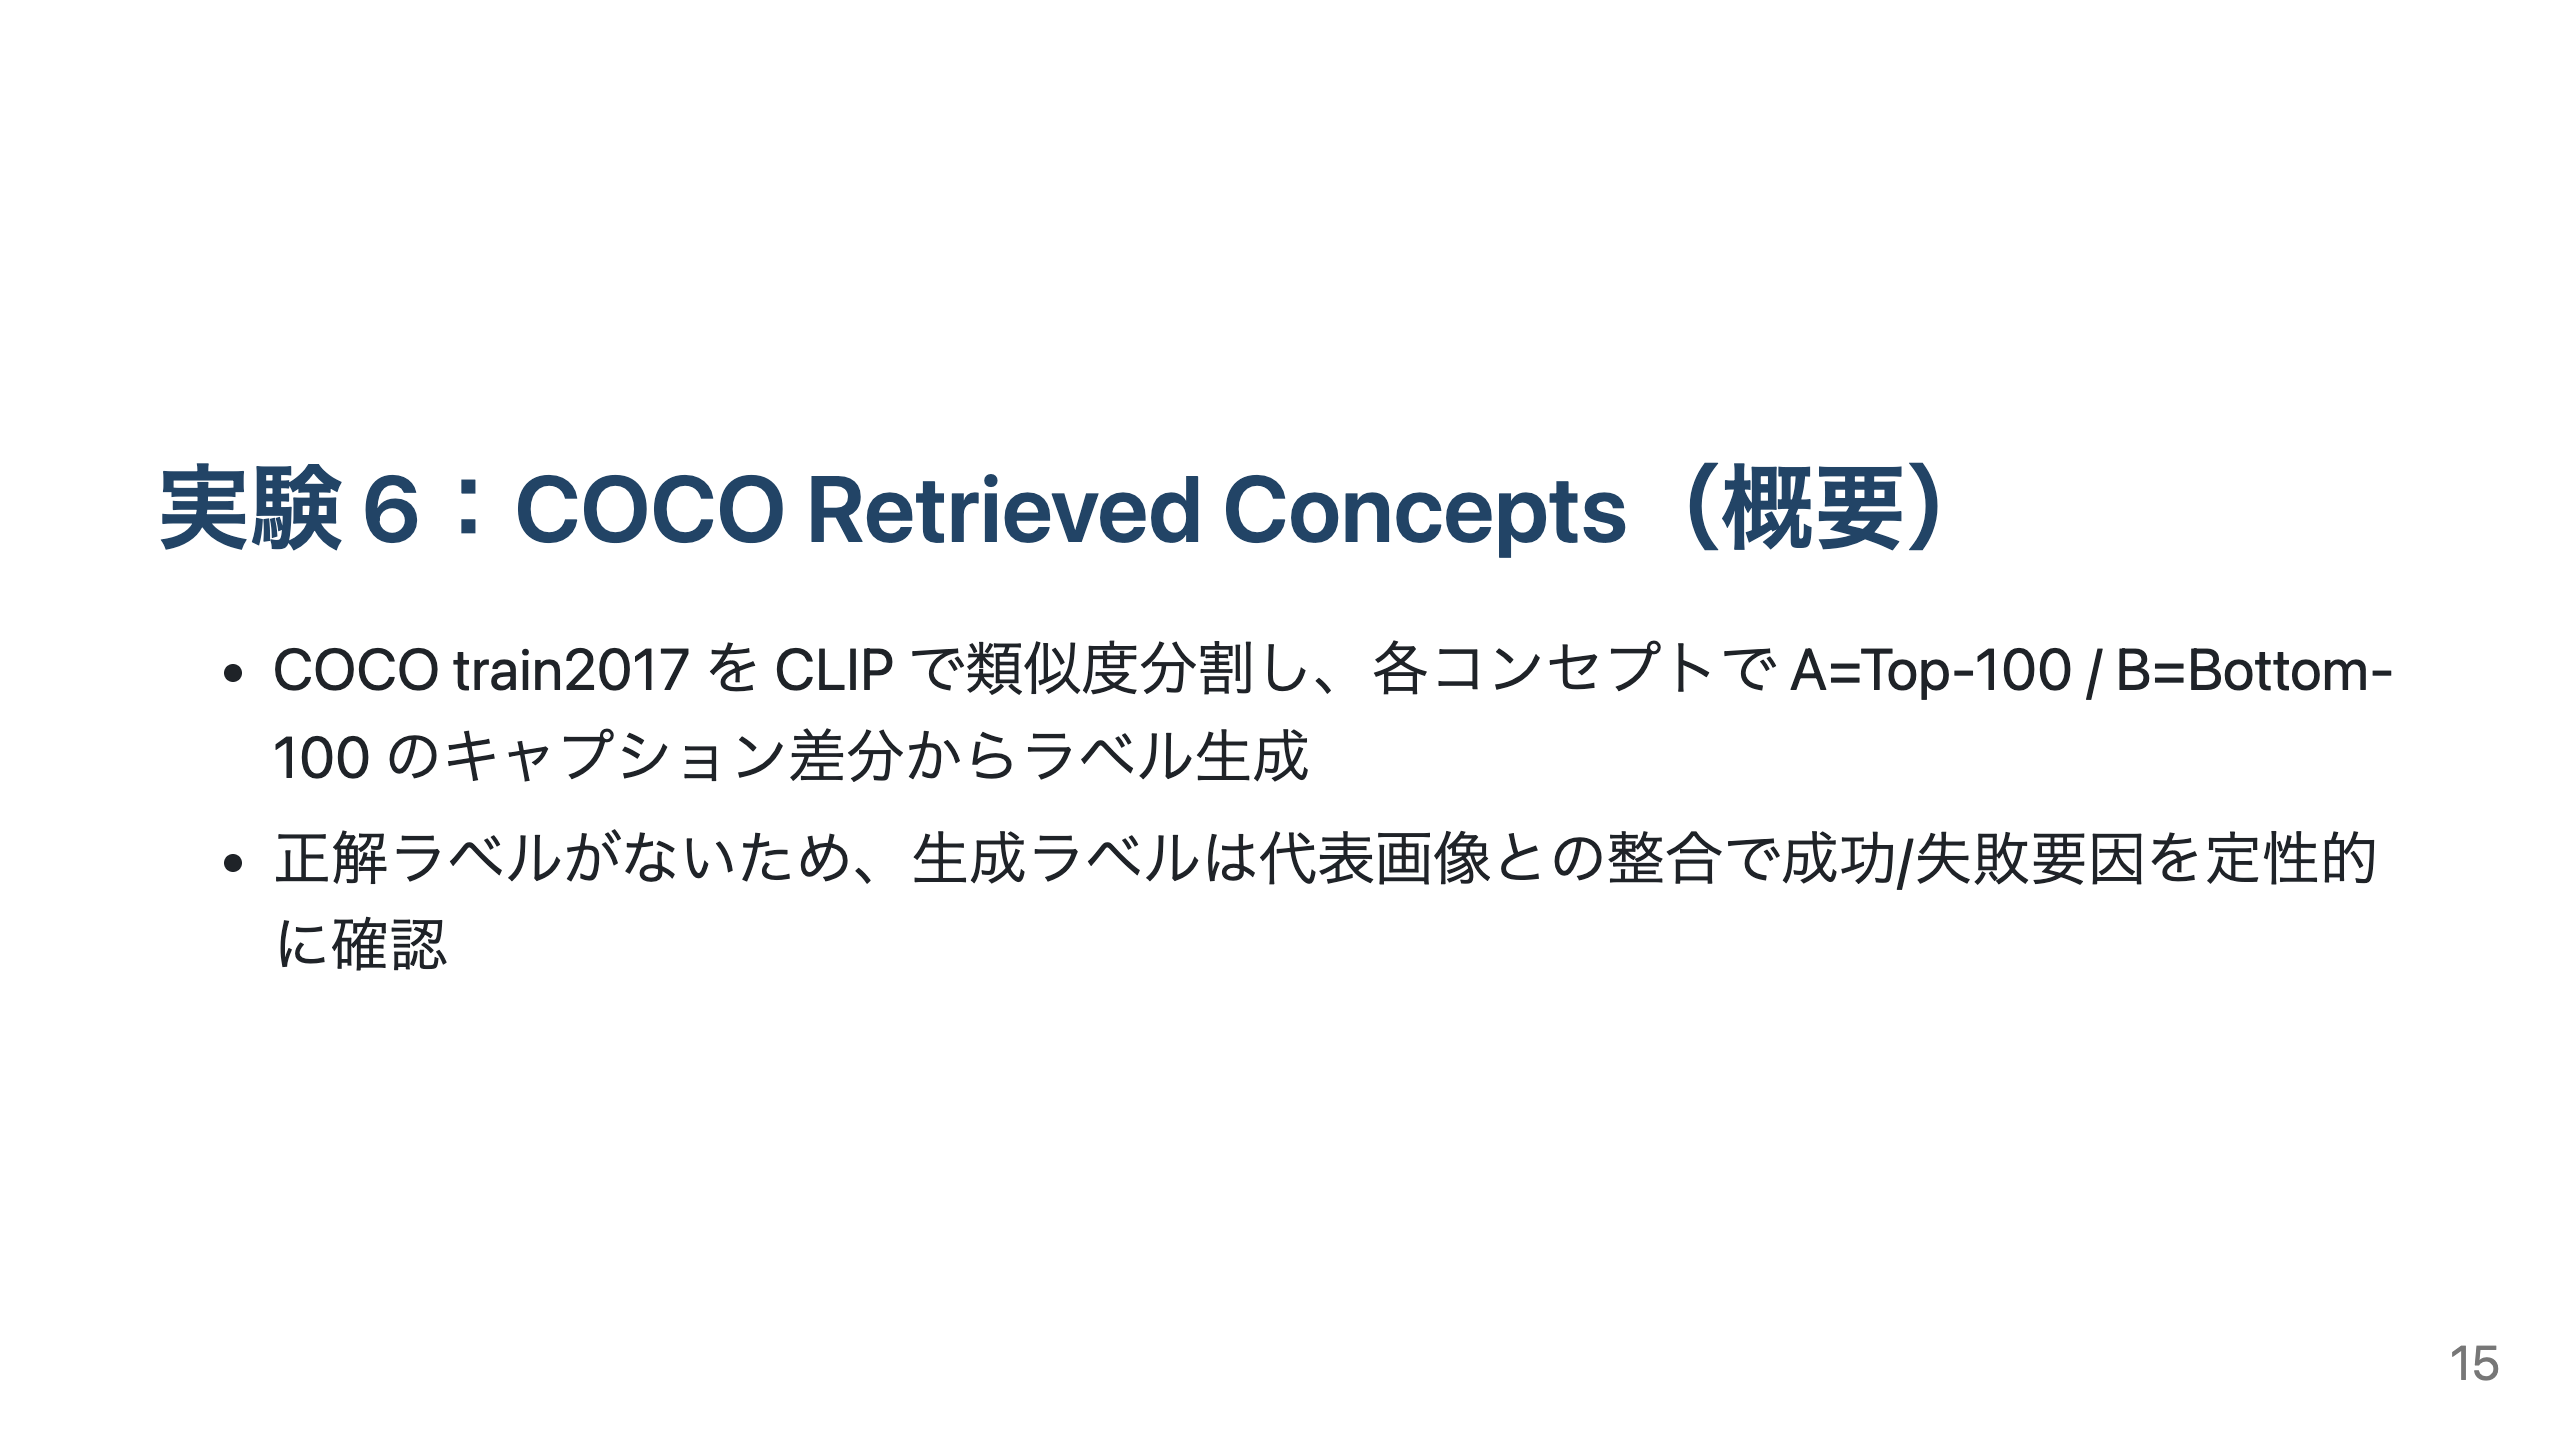 実験 6：COCO Retrieved Concepts（概要）
• COCO train2017 を CLIP で類似度分割し、各コンセプトで A=Top-100 / B=Bottom-
100 のキャプション差分からラベル生成
• 正解ラベルがないため、生成ラベルは代表画像との整合で成功/失敗要因を定性的
に確認
15